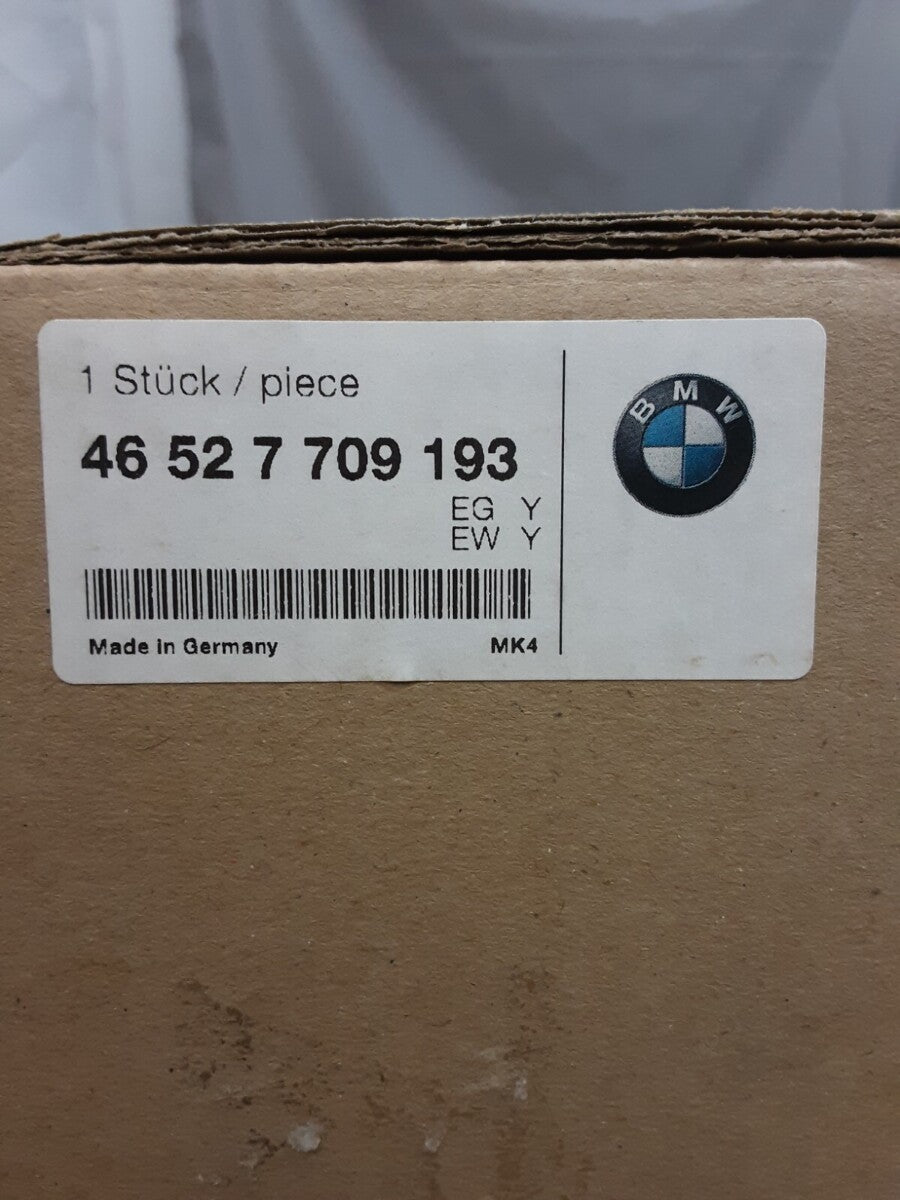 1 Stück / piece
46 52 7 709 193
EG Y
EW Y
Made in Germany MK4
BMW